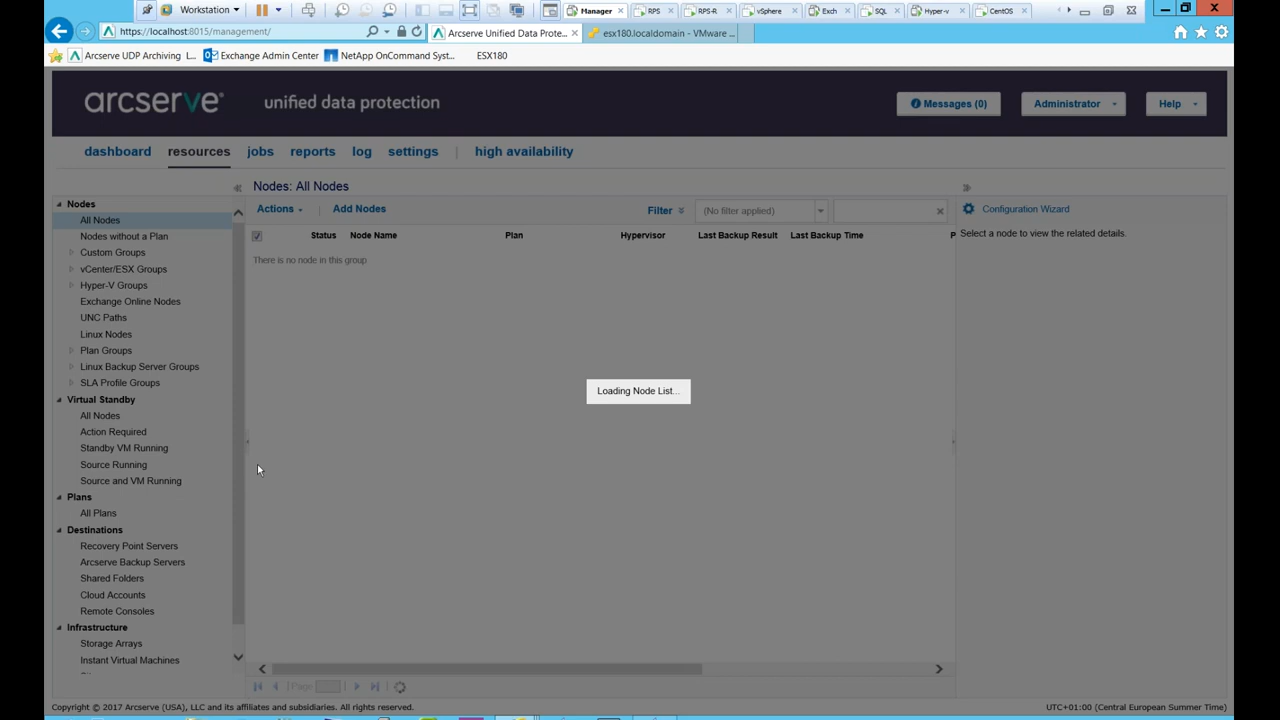 Workstation
Manager
RPS
RPS-R
vSphere
Exch
SQL
Hyper-v
CentOS
https://localhost:8015/management/
Arcserve Unified Data Prote...
esx180.localdomain - VMware ...
Arcserve UDP Archiving L...
Exchange Admin Center
NetApp OnCommand Syst...
ESX180
arcserve® unified data protection
Messages (0)
Administrator
Help
dashboard resources jobs reports log settings | high availability
Nodes
All Nodes
Nodes without a Plan
Custom Groups
vCenter/ESX Groups
Hyper-V Groups
Exchange Online Nodes
UNC Paths
Linux Nodes
Plan Groups
Linux Backup Server Groups
SLA Profile Groups
Virtual Standby
All Nodes
Action Required
Standby VM Running
Source Running
Source and VM Running
Plans
All Plans
Destinations
Recovery Point Servers
Arcserve Backup Servers
Shared Folders
Cloud Accounts
Remote Consoles
Infrastructure
Storage Arrays
Instant Virtual Machines
Nodes: All Nodes
Actions | Add Nodes Filter (No filter applied)
Status Node Name Plan Hypervisor Last Backup Result Last Backup Time P
There is no node in this group
Loading Node List...
Page
Configuration Wizard
Select a node to view the related details.
Copyright © 2017 Arcserve (USA), LLC and its affiliates and subsidiaries. All rights reserved.
UTC+01:00 (Central European Summer Time)